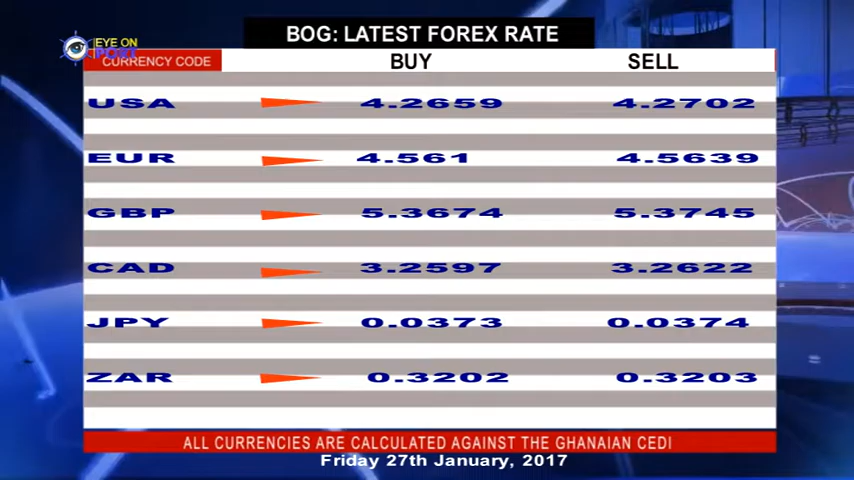 BOG: LATEST FOREX RATE
EYE ON
PORT
CURRENCY CODE BUY SELL
USA 4.2659 4.2702
EUR 4.561 4.5639
GBP 5.3674 5.3745
CAD 3.2597 3.2622
JPY 0.0373 0.0374
ZAR 0.3202 0.3203
ALL CURRENCIES ARE CALCULATED AGAINST THE GHANAIAN CEDI
Friday 27th January, 2017